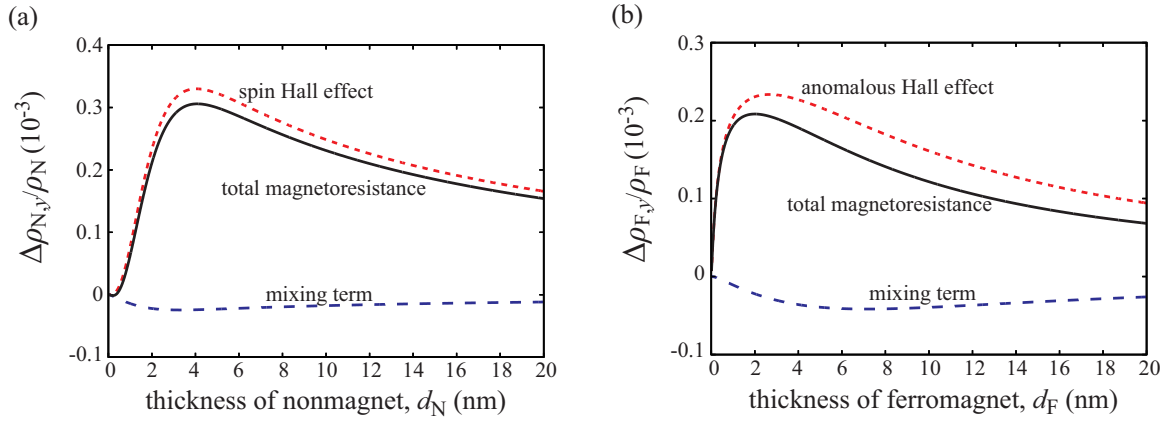 (a)
0.4
0.3
0.2
0.1
0
-0.1
Δρ_N,y/ρ_N (10^-3)
spin Hall effect
total magnetoresistance
mixing term
0 2 4 6 8 10 12 14 16 18 20
thickness of nonmagnet, d_N (nm)
(b)
0.3
0.2
0.1
0
-0.1
Δρ_F,y/ρ_F (10^-3)
anomalous Hall effect
total magnetoresistance
mixing term
0 2 4 6 8 10 12 14 16 18 20
thickness of ferromagnet, d_F (nm)